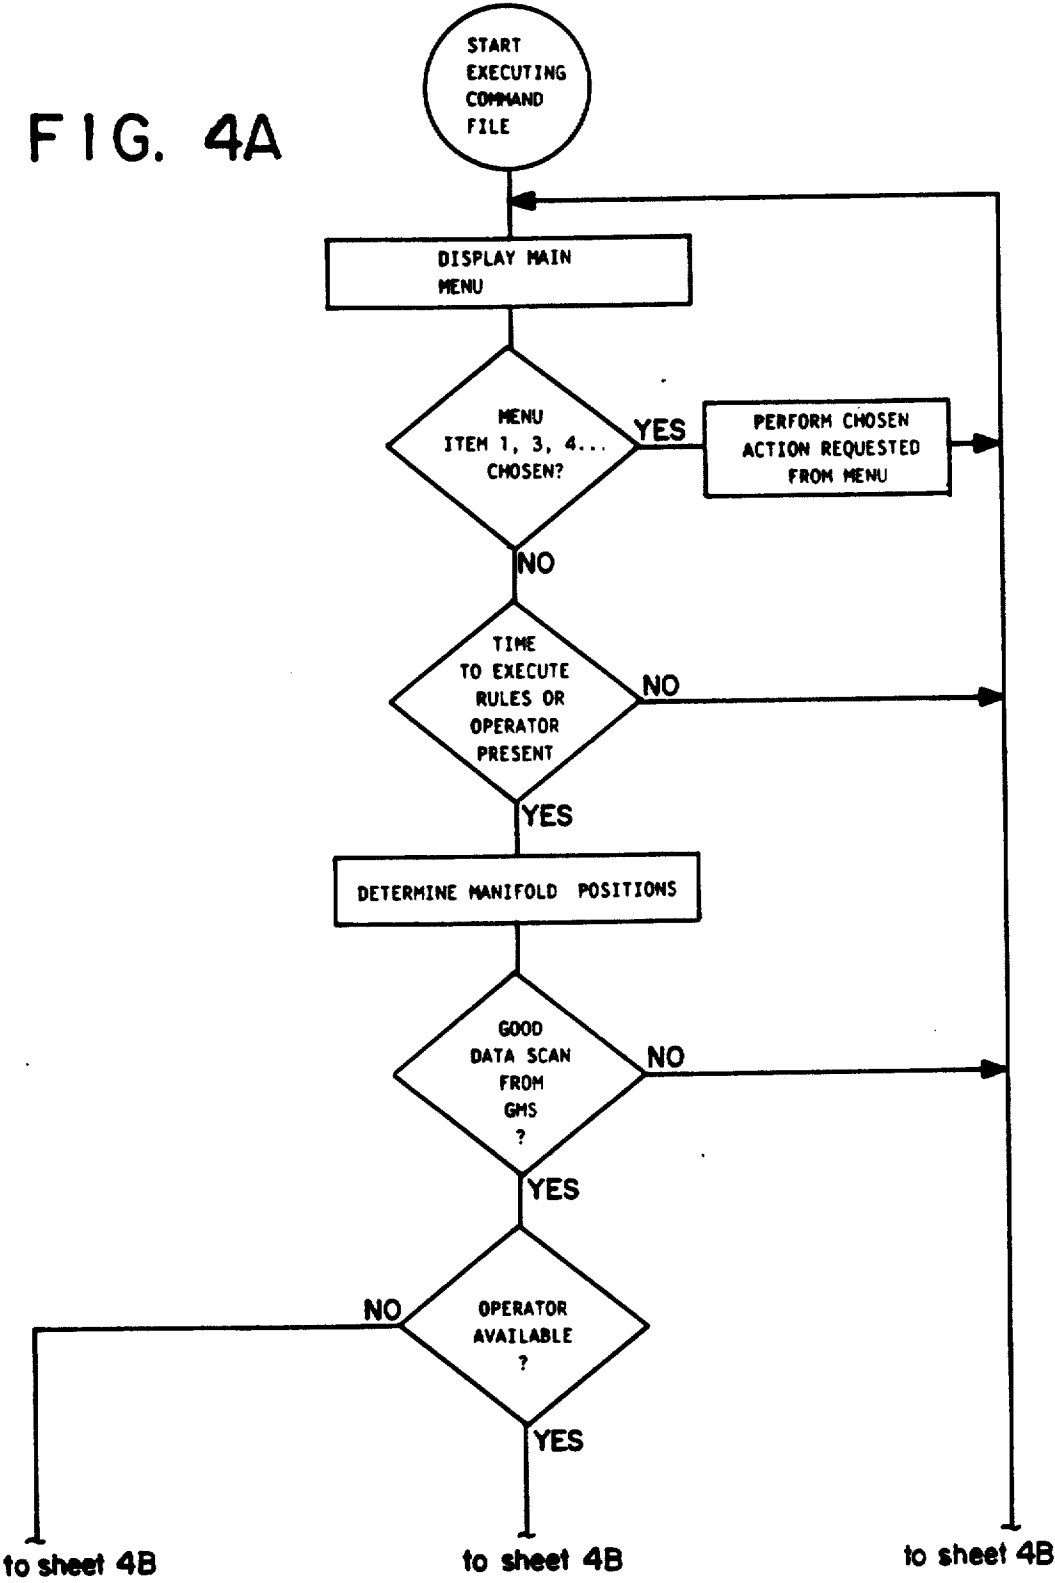 START
EXECUTING
COMMAND
FILE
FIG. 4A
DISPLAY MAIN
MENU
MENU
ITEM 1, 3, 4...
CHOSEN?
YES
PERFORM CHOSEN
ACTION REQUESTED
FROM MENU
NO
TIME
TO EXECUTE
RULES OR
OPERATOR
PRESENT
NO
YES
DETERMINE MANIFOLD POSITIONS
GOOD
DATA SCAN
FROM
GMS
?
NO
YES
NO
OPERATOR
AVAILABLE
?
YES
to sheet 4B
to sheet 4B
to sheet 4B